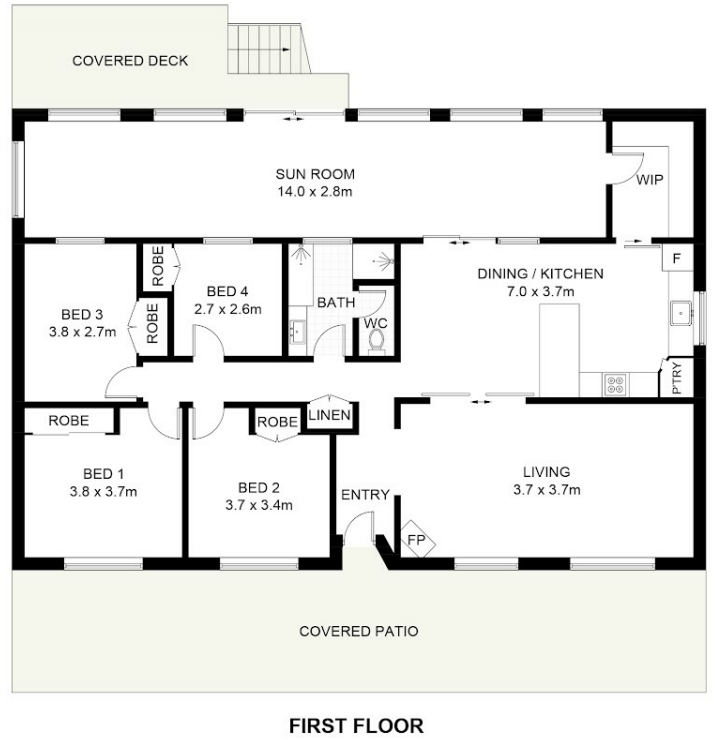 COVERED DECK
SUN ROOM
14.0 x 2.8m
WIP
ROBE
BED 4
2.7 x 2.6m
BATH
WC
DINING / KITCHEN
7.0 x 3.7m
F
P'TRY
BED 3
3.8 x 2.7m
ROBE
ROBE
BED 1
3.8 x 3.7m
ROBE
BED 2
3.7 x 3.4m
LINEN
ENTRY
LIVING
3.7 x 3.7m
FP
COVERED PATIO
FIRST FLOOR